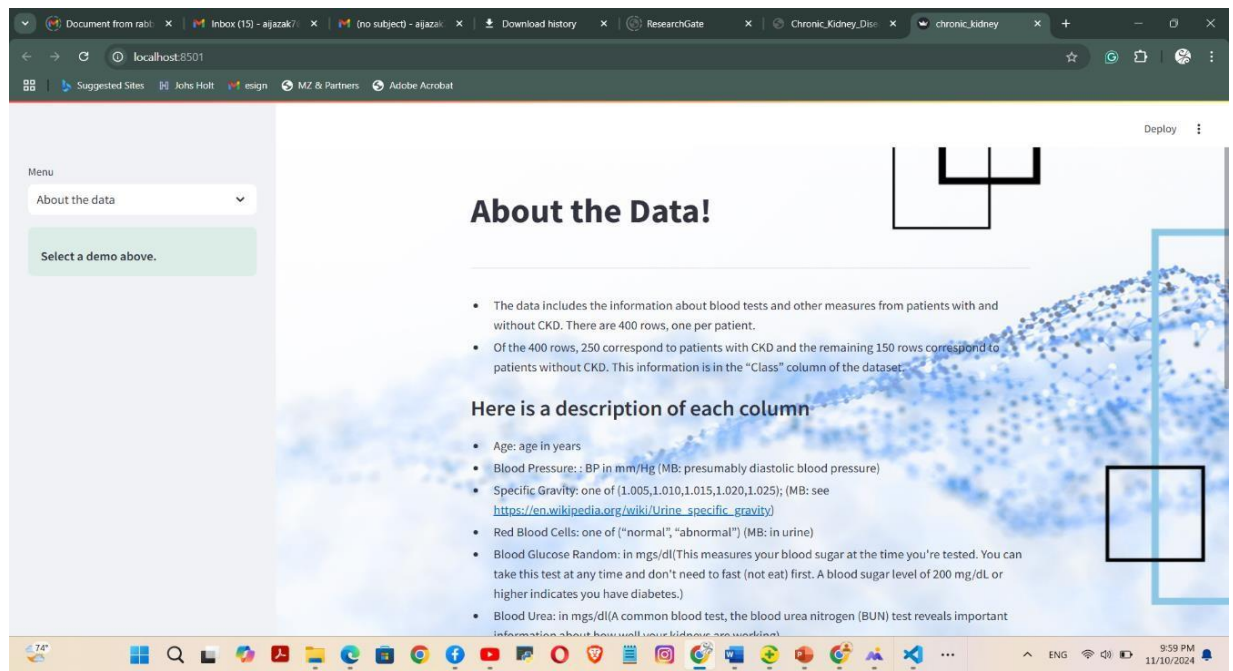 Document from rabb
Inbox (15) - aijazak7
(no subject) - aijazak
Download history
ResearchGate
Chronic_Kidney_Dise
chronic_kidney
localhost:8501
Suggested Sites
Johs Holt
esign
MZ & Partners
Adobe Acrobat
Deploy
Menu
About the data
Select a demo above.
About the Data!
The data includes the information about blood tests and other measures from patients with and
without CKD. There are 400 rows, one per patient.
Of the 400 rows, 250 correspond to patients with CKD and the remaining 150 rows correspond to
patients without CKD. This information is in the “Class” column of the dataset.
Here is a description of each column
Age: age in years
Blood Pressure: : BP in mm/Hg (MB: presumably diastolic blood pressure)
Specific Gravity: one of (1.005,1.010,1.015,1.020,1.025); (MB: see
https://en.wikipedia.org/wiki/Urine_specific_gravity)
Red Blood Cells: one of (“normal”, “abnormal”) (MB: in urine)
Blood Glucose Random: in mgs/dl(This measures your blood sugar at the time you're tested. You can
take this test at any time and don't need to fast (not eat) first. A blood sugar level of 200 mg/dL or
higher indicates you have diabetes.)
Blood Urea: in mgs/dl(A common blood test, the blood urea nitrogen (BUN) test reveals important
information about how well your kidneys are working)
74°
ENG
9:59 PM
11/10/2024